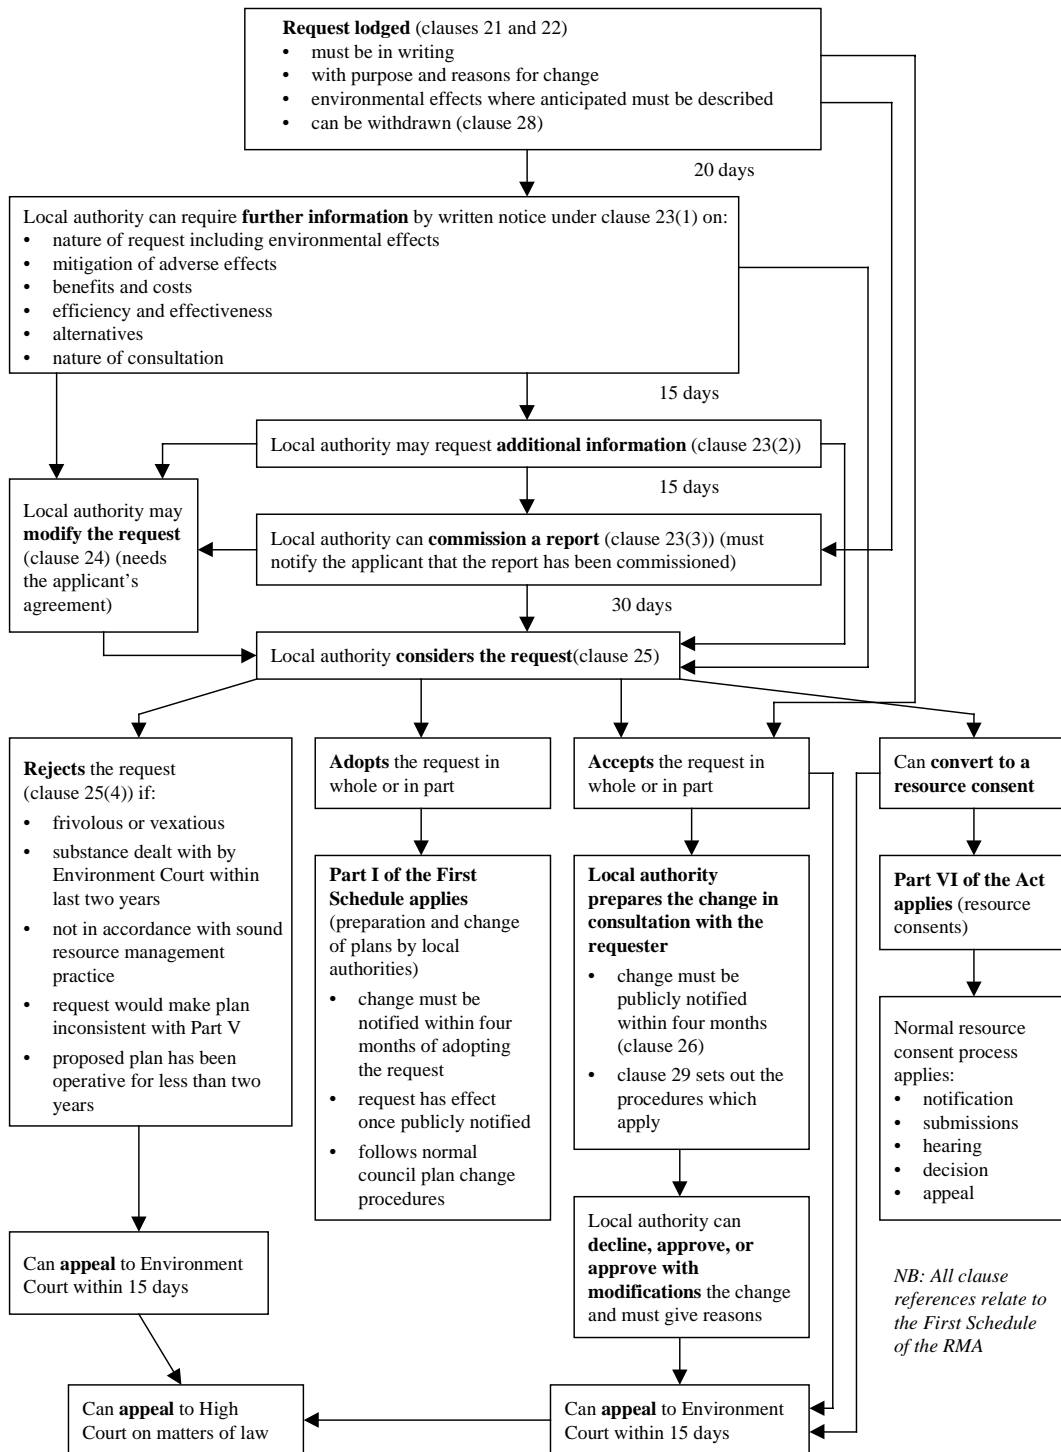 Request lodged (clauses 21 and 22)
• must be in writing
• with purpose and reasons for change
• environmental effects where anticipated must be described
• can be withdrawn (clause 28)
20 days
Local authority can require further information by written notice under clause 23(1) on:
• nature of request including environmental effects
• mitigation of adverse effects
• benefits and costs
• efficiency and effectiveness
• alternatives
• nature of consultation
15 days
Local authority may request additional information (clause 23(2))
15 days
Local authority may
modify the request
(clause 24) (needs
the applicant's
agreement)
Local authority can commission a report (clause 23(3)) (must
notify the applicant that the report has been commissioned)
30 days
Local authority considers the request(clause 25)
Rejects the request
(clause 25(4)) if:
• frivolous or vexatious
• substance dealt with by
Environment Court within
last two years
• not in accordance with sound
resource management
practice
• request would make plan
inconsistent with Part V
• proposed plan has been
operative for less than two
years
Can appeal to Environment
Court within 15 days
Adopts the request in
whole or in part
Part I of the First
Schedule applies
(preparation and change
of plans by local
authorities)
• change must be
notified within four
months of adopting
the request
• request has effect
once publicly notified
• follows normal
council plan change
procedures
Accepts the request in
whole or in part
Local authority
prepares the change in
consultation with the
requester
• change must be
publicly notified
within four months
(clause 26)
• clause 29 sets out the
procedures which
apply
Local authority can
decline, approve, or
approve with
modifications the change
and must give reasons
Can convert to a
resource consent
Part VI of the Act
applies (resource
consents)
Normal resource
consent process
applies:
• notification
• submissions
• hearing
• decision
• appeal
NB: All clause
references relate to
the First Schedule
of the RMA
Can appeal to High
Court on matters of law
Can appeal to Environment
Court within 15 days